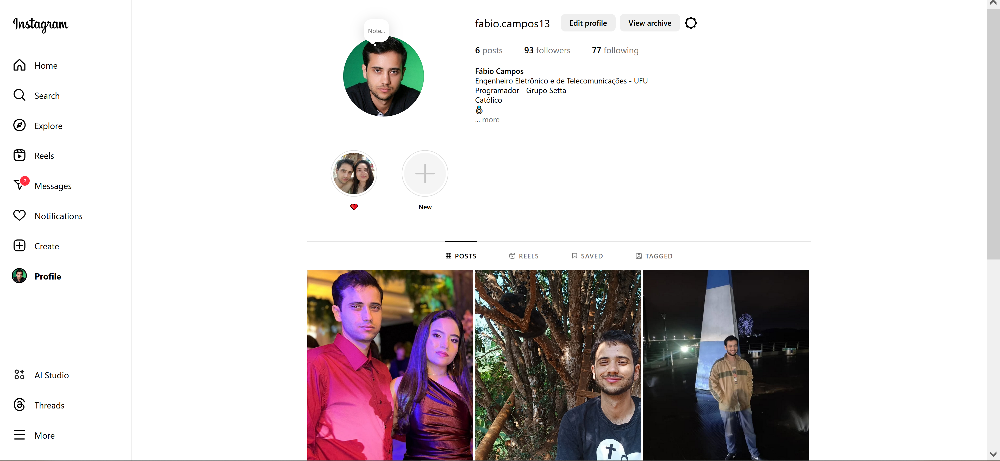 Instagram
Home
Search
Explore
Reels
2
Messages
Notifications
Create
Profile
AI Studio
Threads
More
Note...
fabio.campos13
Edit profile
View archive
6 posts
93 followers
77 following
Fábio Campos
Engenheiro Eletrônico e de Telecomunicações - UFU
Programador - Grupo Setta
Católico
💍
... more
❤️
New
POSTS
REELS
SAVED
TAGGED